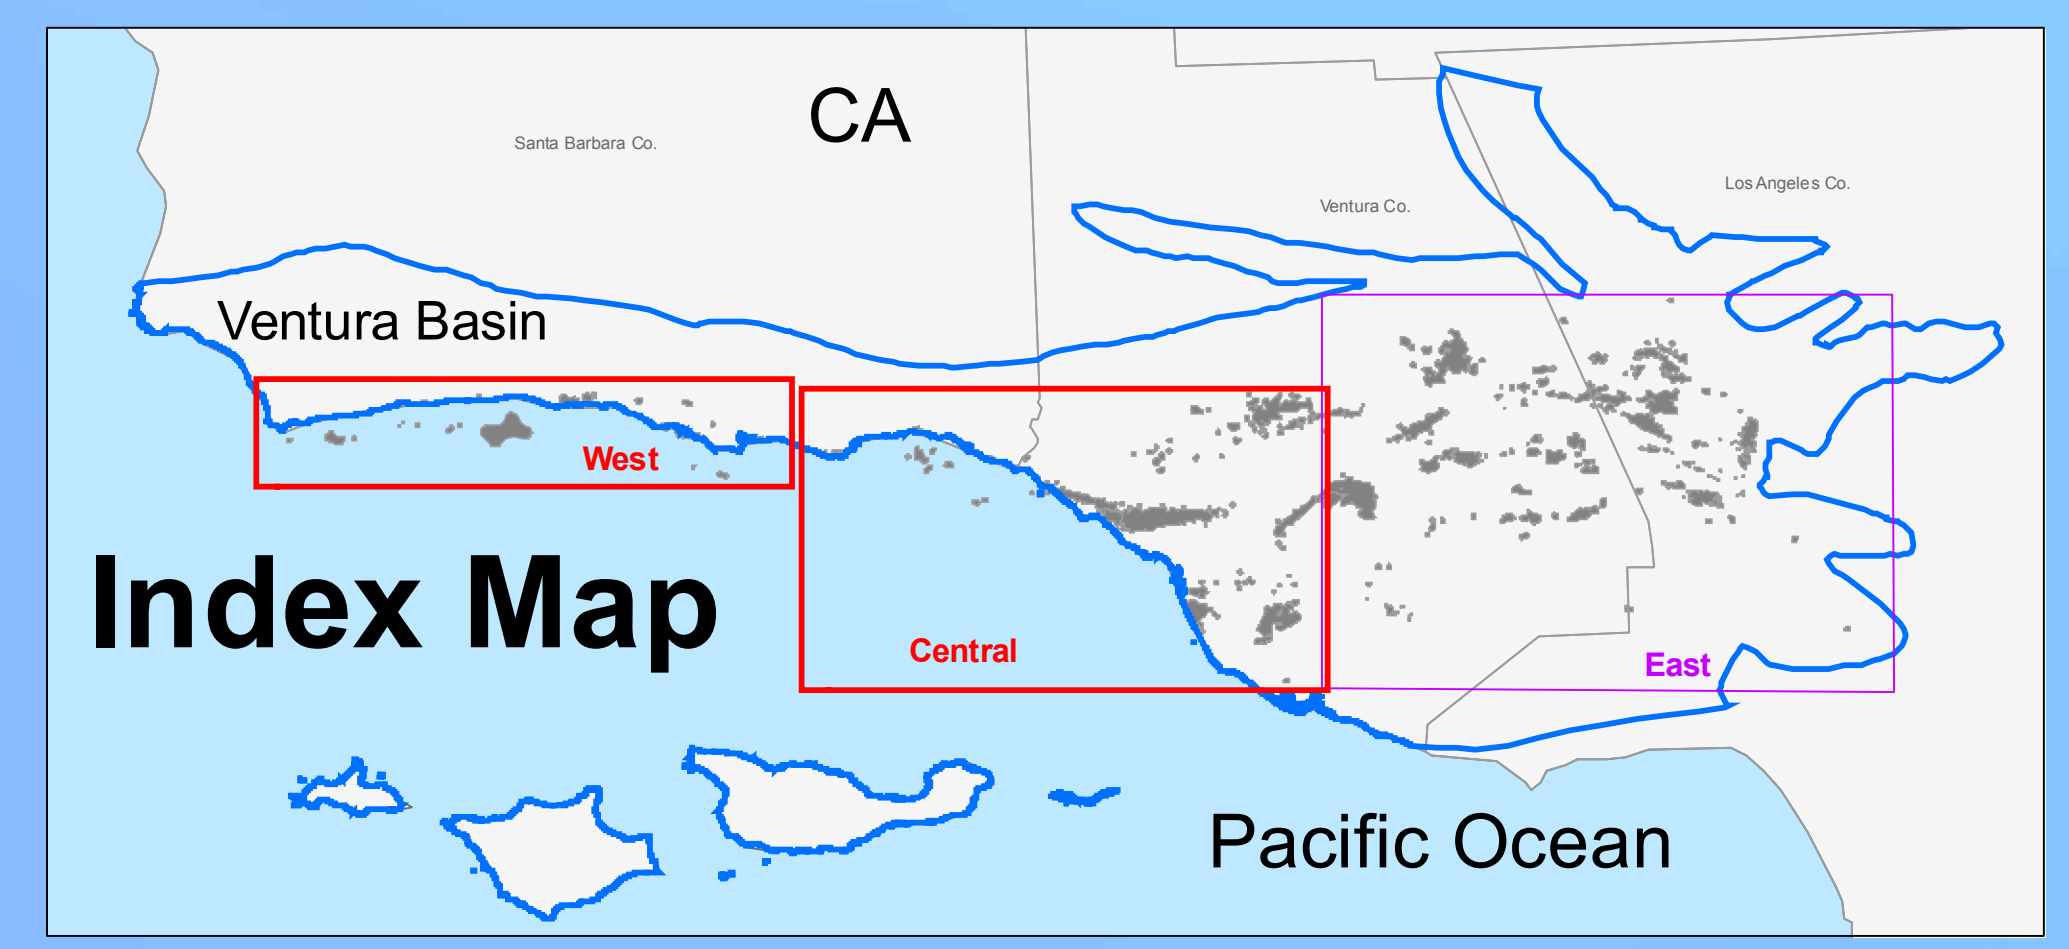 CA
Santa Barbara Co.
Los Angeles Co.
Ventura Co.
Ventura Basin
West
Index Map
Central
East
Pacific Ocean